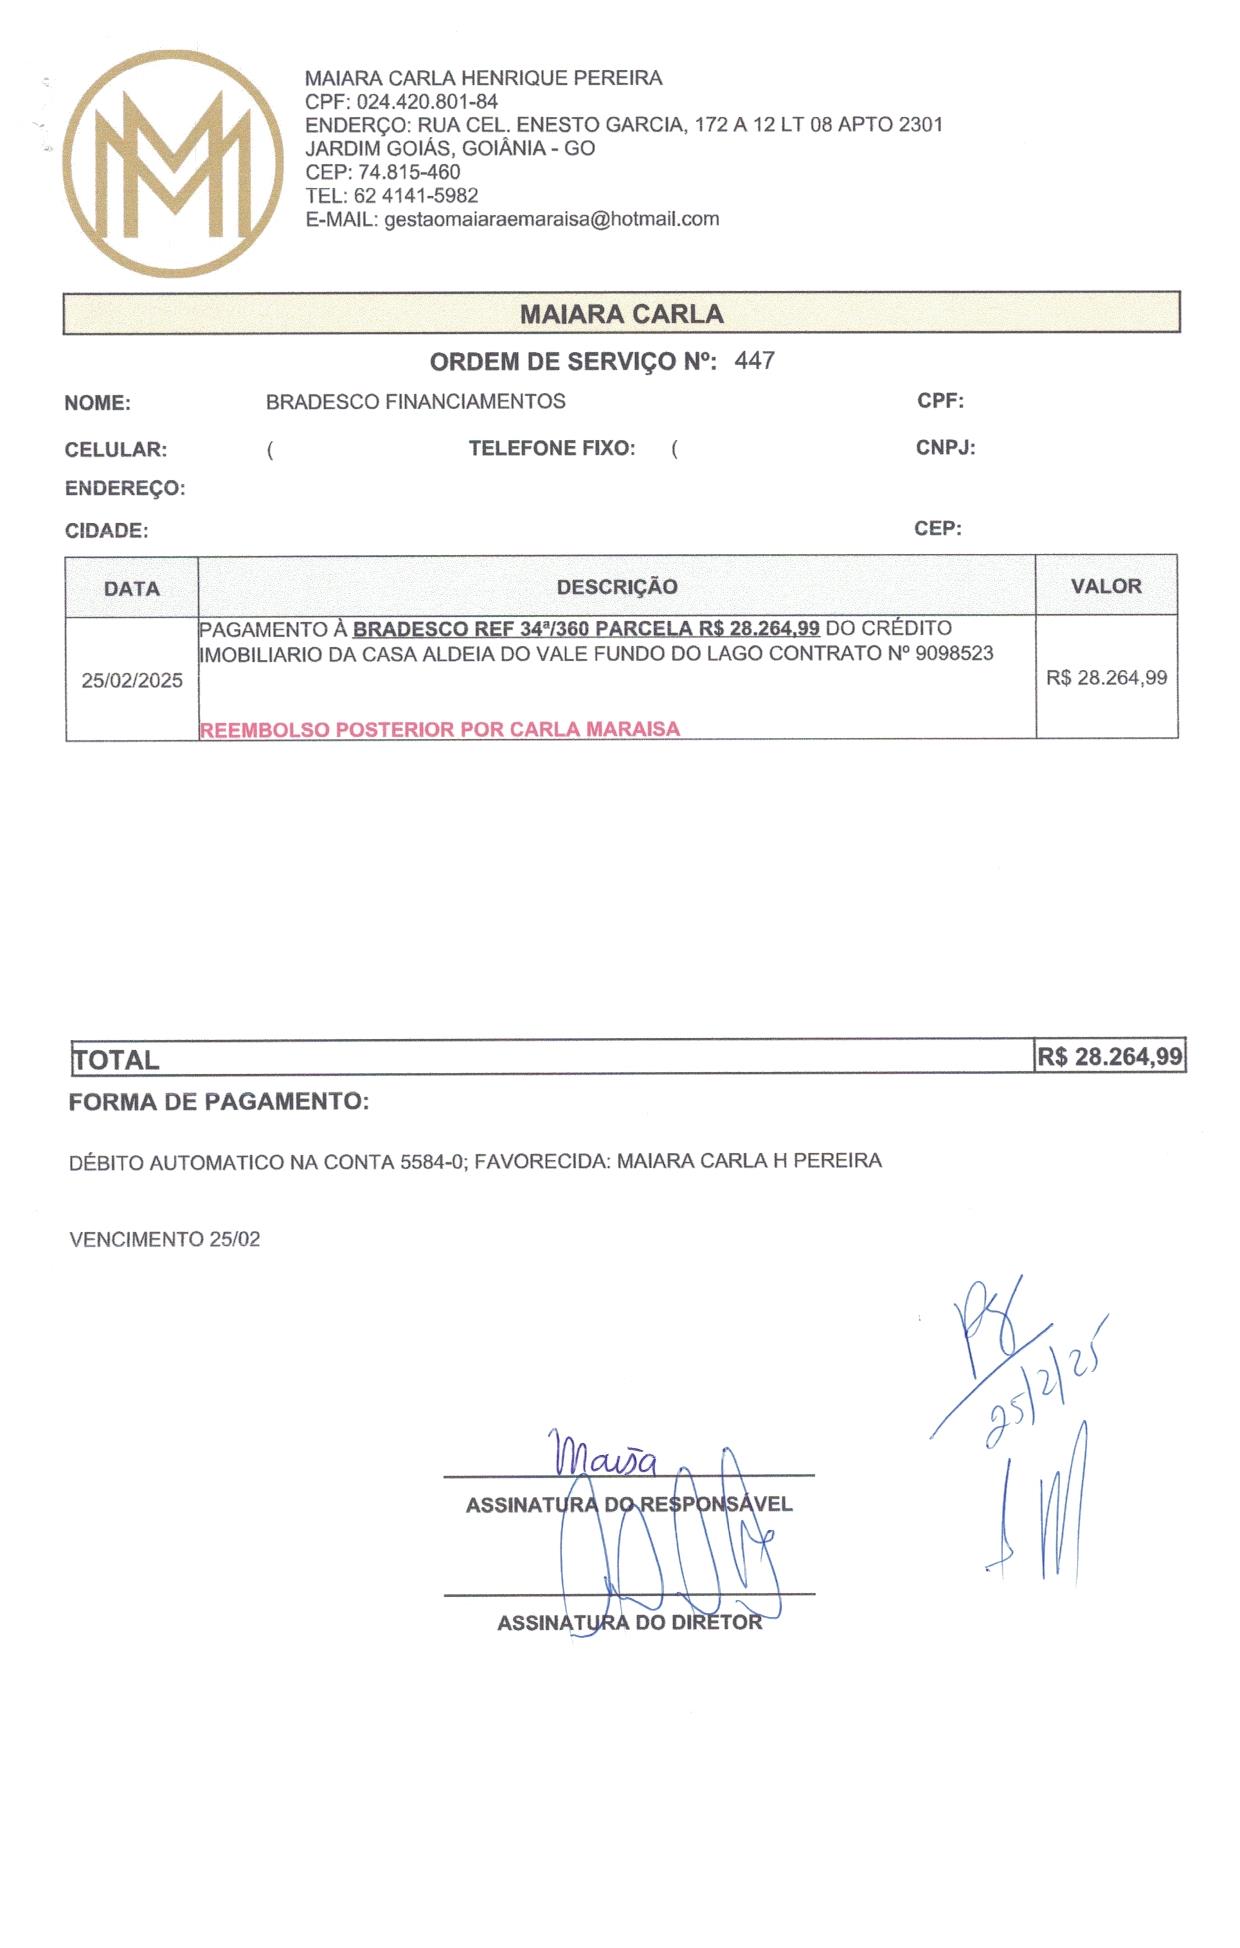 MAIARA CARLA HENRIQUE PEREIRA
CPF: 024.420.801-84
ENDERÇO: RUA CEL. ENESTO GARCIA, 172 A 12 LT 08 APTO 2301
JARDIM GOIÁS, GOIÂNIA - GO
CEP: 74.815-460
TEL: 62 4141-5982
E-MAIL: gestaomaiaraemaraisa@hotmail.com
MAIARA CARLA
ORDEM DE SERVIÇO Nº: 447
NOME: BRADESCO FINANCIAMENTOS CPF:
CELULAR: ( TELEFONE FIXO: ( CNPJ:
ENDEREÇO:
CIDADE: CEP:
DATA DESCRIÇÃO VALOR
PAGAMENTO À BRADESCO REF 34ª/360 PARCELA R$ 28.264,99 DO CRÉDITO
IMOBILIARIO DA CASA ALDEIA DO VALE FUNDO DO LAGO CONTRATO Nº 9098523
25/02/2025 R$ 28.264,99
REEMBOLSO POSTERIOR POR CARLA MARAISA
TOTAL R$ 28.264,99
FORMA DE PAGAMENTO:
DÉBITO AUTOMATICO NA CONTA 5584-0; FAVORECIDA: MAIARA CARLA H PEREIRA
VENCIMENTO 25/02
25/2/25
ASSINATURA DO RESPONSÁVEL
ASSINATURA DO DIRETOR